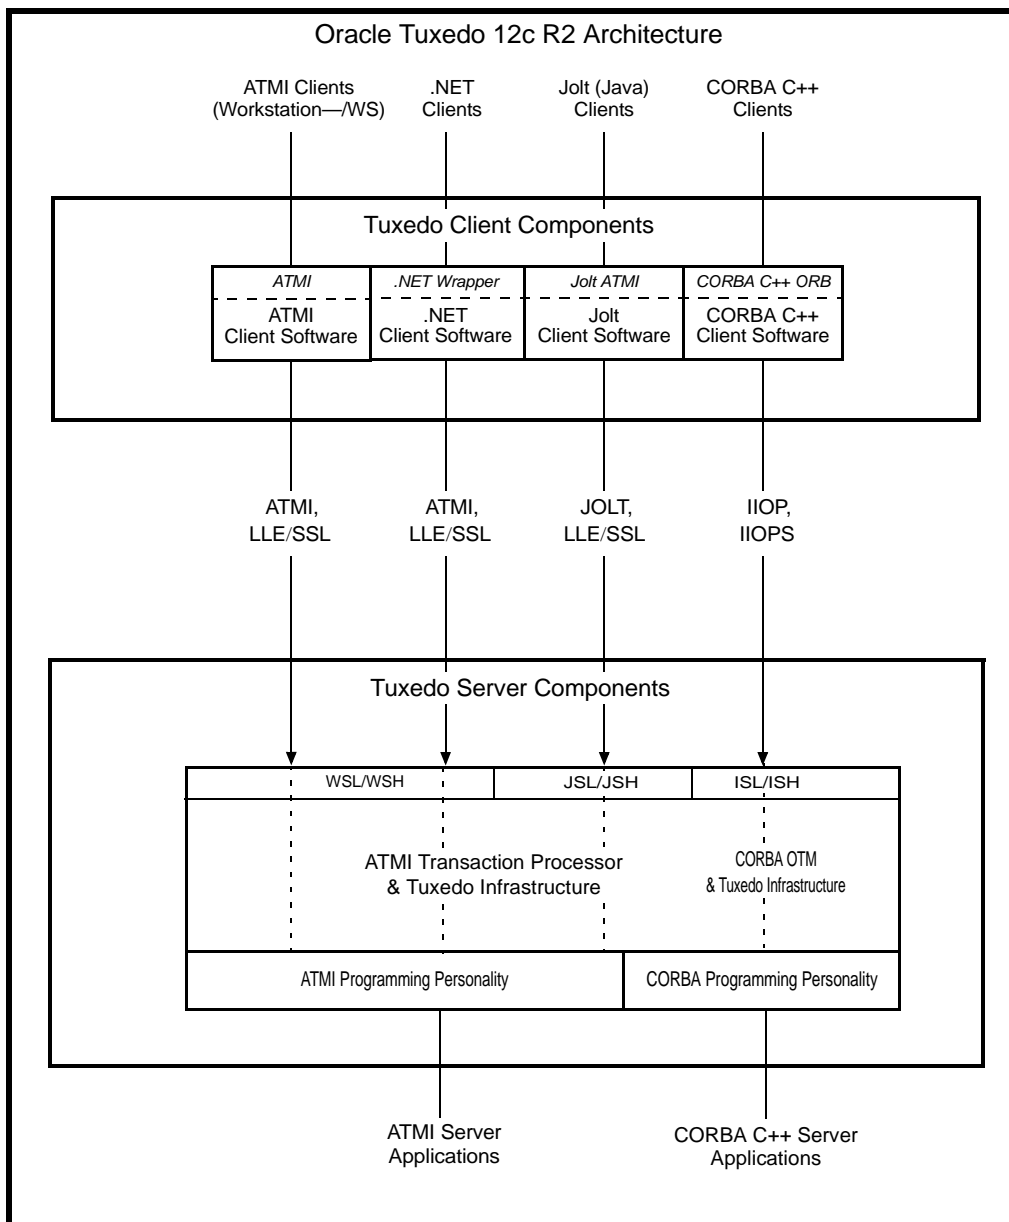 Oracle Tuxedo 12c R2 Architecture
ATMI Clients
(Workstation—/WS)
.NET
Clients
Jolt (Java)
Clients
CORBA C++
Clients
Tuxedo Client Components
ATMI
ATMI
Client Software
.NET Wrapper
.NET
Client Software
Jolt ATMI
Jolt
Client Software
CORBA C++ ORB
CORBA C++
Client Software
ATMI,
LLE/SSL
ATMI,
LLE/SSL
JOLT,
LLE/SSL
IIOP,
IIOPS
Tuxedo Server Components
WSL/WSH
JSL/JSH
ISL/ISH
ATMI Transaction Processor
& Tuxedo Infrastructure
CORBA OTM
& Tuxedo Infrastructure
ATMI Programming Personality
CORBA Programming Personality
ATMI Server
Applications
CORBA C++ Server
Applications